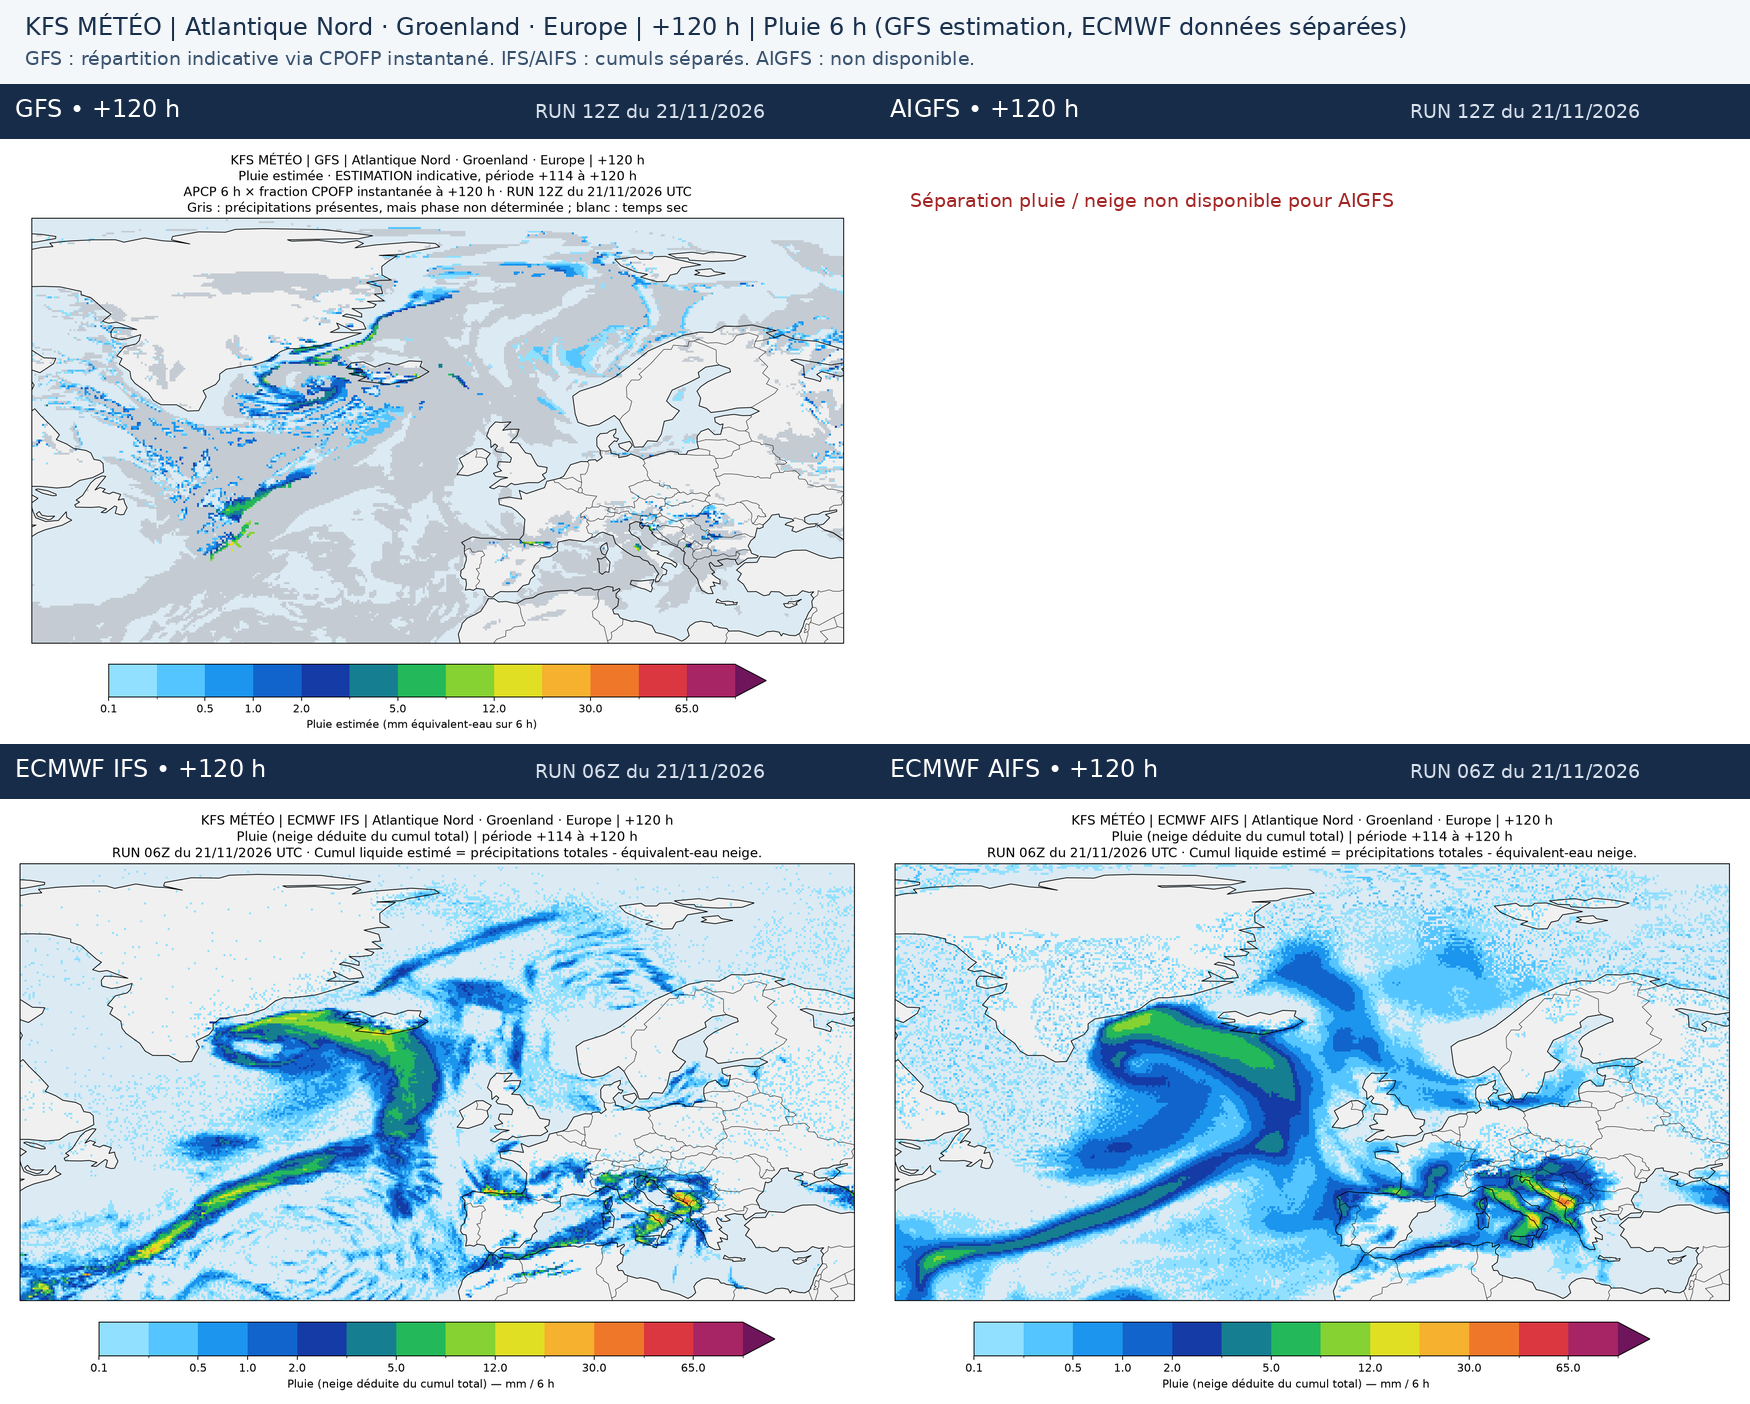 KFS MÉTÉO | Atlantique Nord · Groenland · Europe | +120 h | Pluie 6 h (GFS estimation, ECMWF données séparées)
GFS : répartition indicative via CPOFP instantané. IFS/AIFS : cumuls séparés. AIGFS : non disponible.
GFS • +120 h
RUN 12Z du 21/11/2026
KFS MÉTÉO | GFS | Atlantique Nord · Groenland · Europe | +120 h
Pluie estimée · ESTIMATION indicative, période +114 à +120 h
APCP 6 h × fraction CPOFP instantanée à +120 h · RUN 12Z du 21/11/2026 UTC
Gris : précipitations présentes, mais phase non déterminée ; blanc : temps sec
0.1 0.5 1.0 2.0 5.0 12.0 30.0 65.0
Pluie estimée (mm équivalent-eau sur 6 h)
AIGFS • +120 h
RUN 12Z du 21/11/2026
Séparation pluie / neige non disponible pour AIGFS
ECMWF IFS • +120 h
RUN 06Z du 21/11/2026
KFS MÉTÉO | ECMWF IFS | Atlantique Nord · Groenland · Europe | +120 h
Pluie (neige déduite du cumul total) | période +114 à +120 h
RUN 06Z du 21/11/2026 UTC · Cumul liquide estimé = précipitations totales - équivalent-eau neige.
0.1 0.5 1.0 2.0 5.0 12.0 30.0 65.0
Pluie (neige déduite du cumul total) — mm / 6 h
ECMWF AIFS • +120 h
RUN 06Z du 21/11/2026
KFS MÉTÉO | ECMWF AIFS | Atlantique Nord · Groenland · Europe | +120 h
Pluie (neige déduite du cumul total) | période +114 à +120 h
RUN 06Z du 21/11/2026 UTC · Cumul liquide estimé = précipitations totales - équivalent-eau neige.
0.1 0.5 1.0 2.0 5.0 12.0 30.0 65.0
Pluie (neige déduite du cumul total) — mm / 6 h